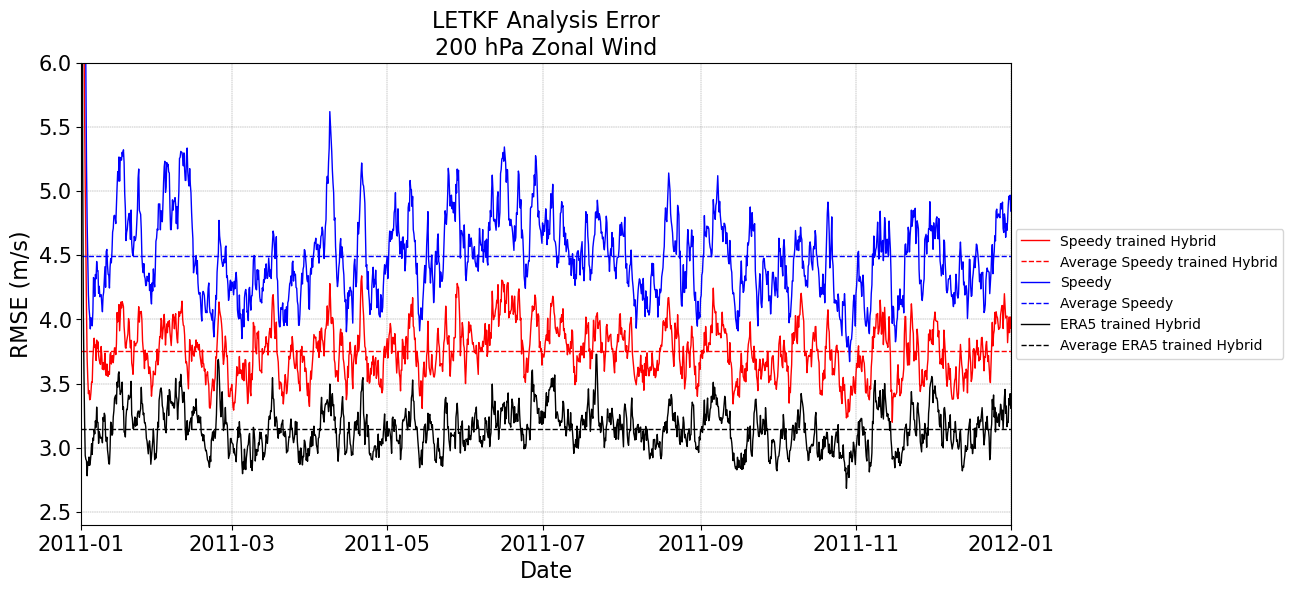 LETKF Analysis Error
200 hPa Zonal Wind
6.0
5.5
5.0
4.5
4.0
3.5
3.0
2.5
RMSE (m/s)
2011-01
2011-03
2011-05
2011-07
2011-09
2011-11
2012-01
Date
Speedy trained Hybrid
Average Speedy trained Hybrid
Speedy
Average Speedy
ERA5 trained Hybrid
Average ERA5 trained Hybrid